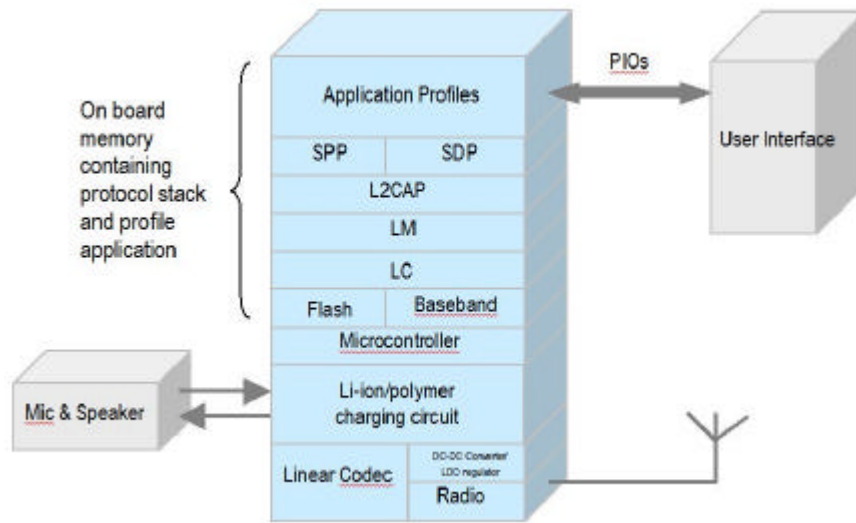 Application Profiles
PIOs
User Interface
On board
memory
containing
protocol stack
and profile
application
SPP
SDP
L2CAP
LM
LC
Flash
Baseband
Microcontroller
Mic & Speaker
Li-ion/polymer
charging circuit
Linear Codec
DC-DC Converter/
LDO regulator
Radio